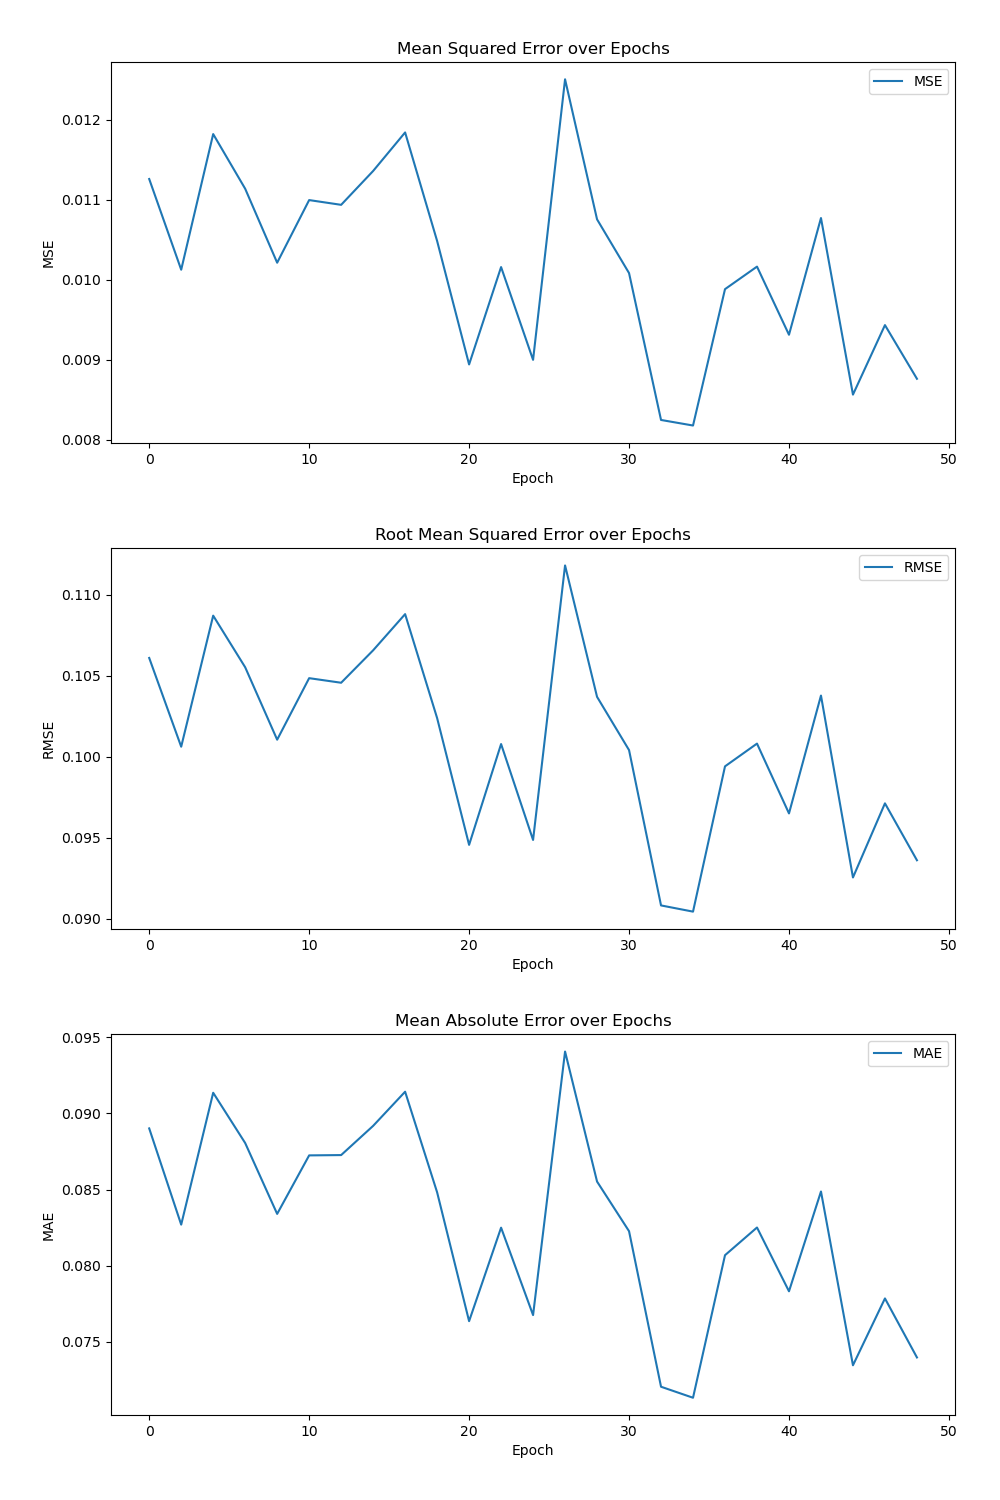 Mean Squared Error over Epochs
MSE
0.012
0.011
0.010
0.009
0.008
MSE
0 10 20 30 40 50
Epoch
Root Mean Squared Error over Epochs
RMSE
0.110
0.105
0.100
0.095
0.090
RMSE
0 10 20 30 40 50
Epoch
Mean Absolute Error over Epochs
MAE
0.095
0.090
0.085
0.080
0.075
MAE
0 10 20 30 40 50
Epoch